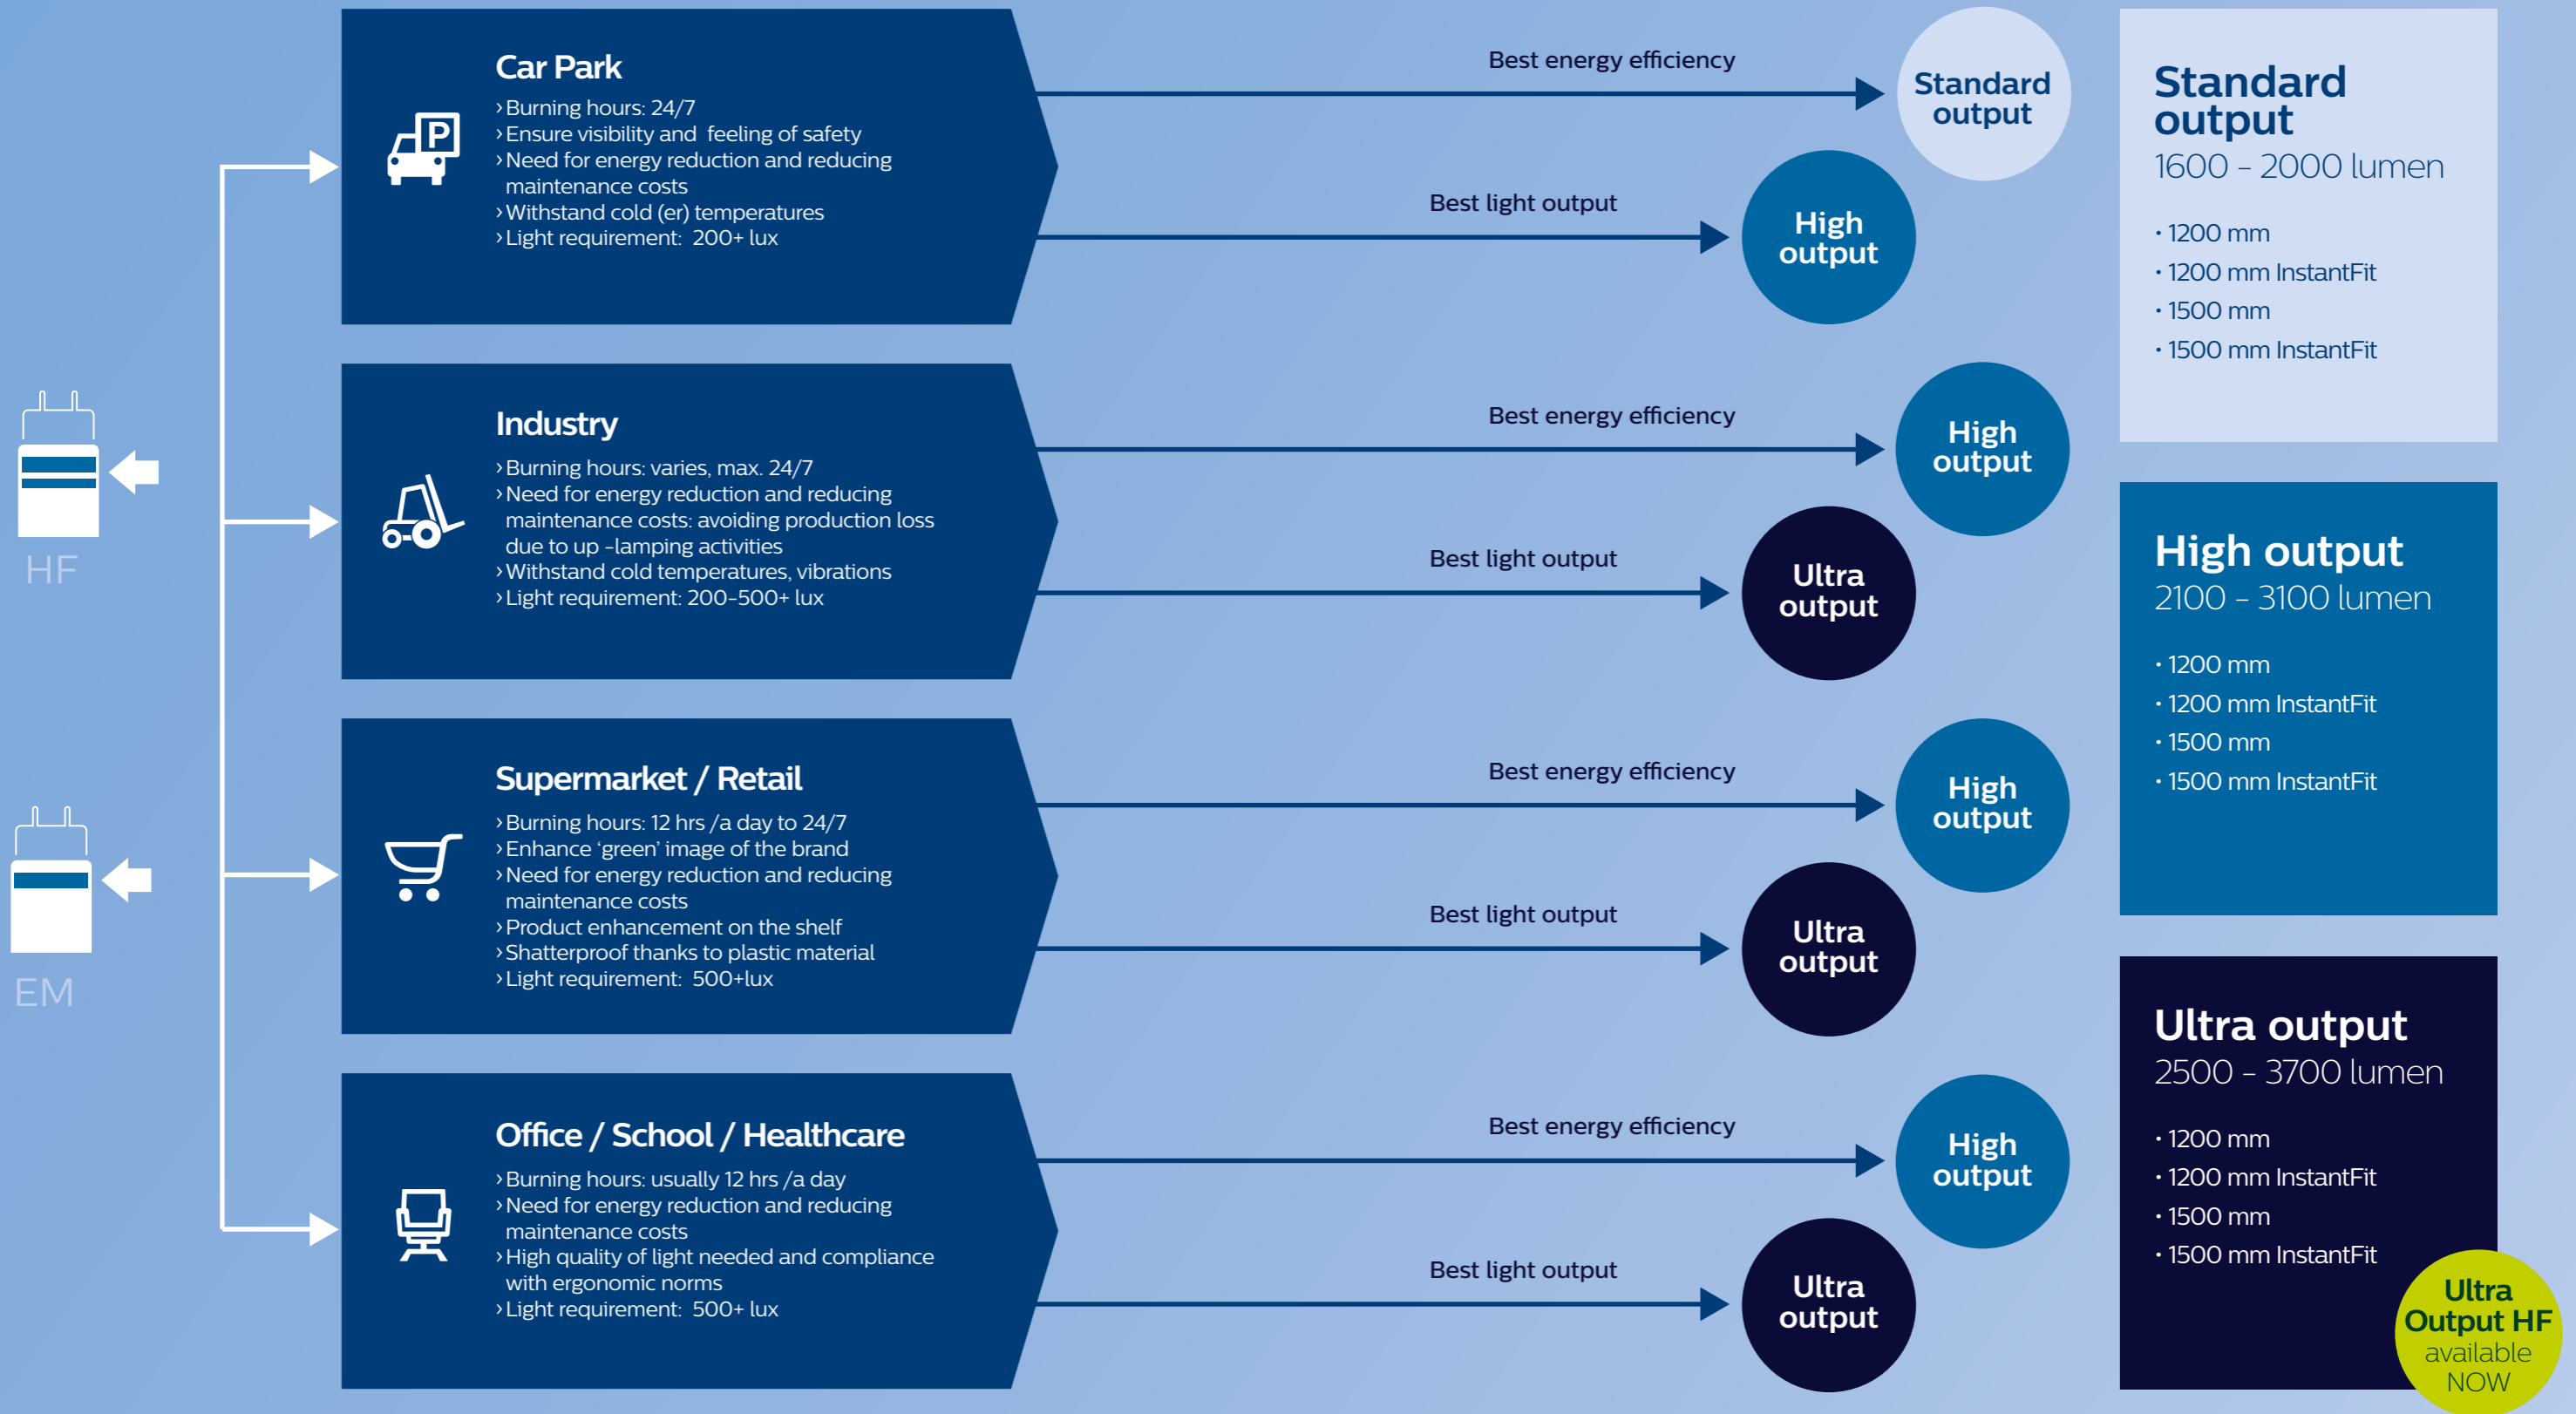 HF
EM
Car Park
› Burning hours: 24/7
› Ensure visibility and feeling of safety
› Need for energy reduction and reducing
maintenance costs
› Withstand cold (er) temperatures
› Light requirement: 200+ lux
Best energy efficiency
Standard
output
Best light output
High
output
Industry
› Burning hours: varies, max. 24/7
› Need for energy reduction and reducing
maintenance costs: avoiding production loss
due to up -lamping activities
› Withstand cold temperatures, vibrations
› Light requirement: 200-500+ lux
Best energy efficiency
High
output
Best light output
Ultra
output
Supermarket / Retail
› Burning hours: 12 hrs /a day to 24/7
› Enhance ‘green’ image of the brand
› Need for energy reduction and reducing
maintenance costs
› Product enhancement on the shelf
› Shatterproof thanks to plastic material
› Light requirement: 500+lux
Best energy efficiency
High
output
Best light output
Ultra
output
Office / School / Healthcare
› Burning hours: usually 12 hrs /a day
› Need for energy reduction and reducing
maintenance costs
› High quality of light needed and compliance
with ergonomic norms
› Light requirement: 500+ lux
Best energy efficiency
High
output
Best light output
Ultra
output
Standard
output
1600 - 2000 lumen
• 1200 mm
• 1200 mm InstantFit
• 1500 mm
• 1500 mm InstantFit
High output
2100 - 3100 lumen
• 1200 mm
• 1200 mm InstantFit
• 1500 mm
• 1500 mm InstantFit
Ultra output
2500 - 3700 lumen
• 1200 mm
• 1200 mm InstantFit
• 1500 mm
• 1500 mm InstantFit
Ultra
Output HF
available
NOW
P